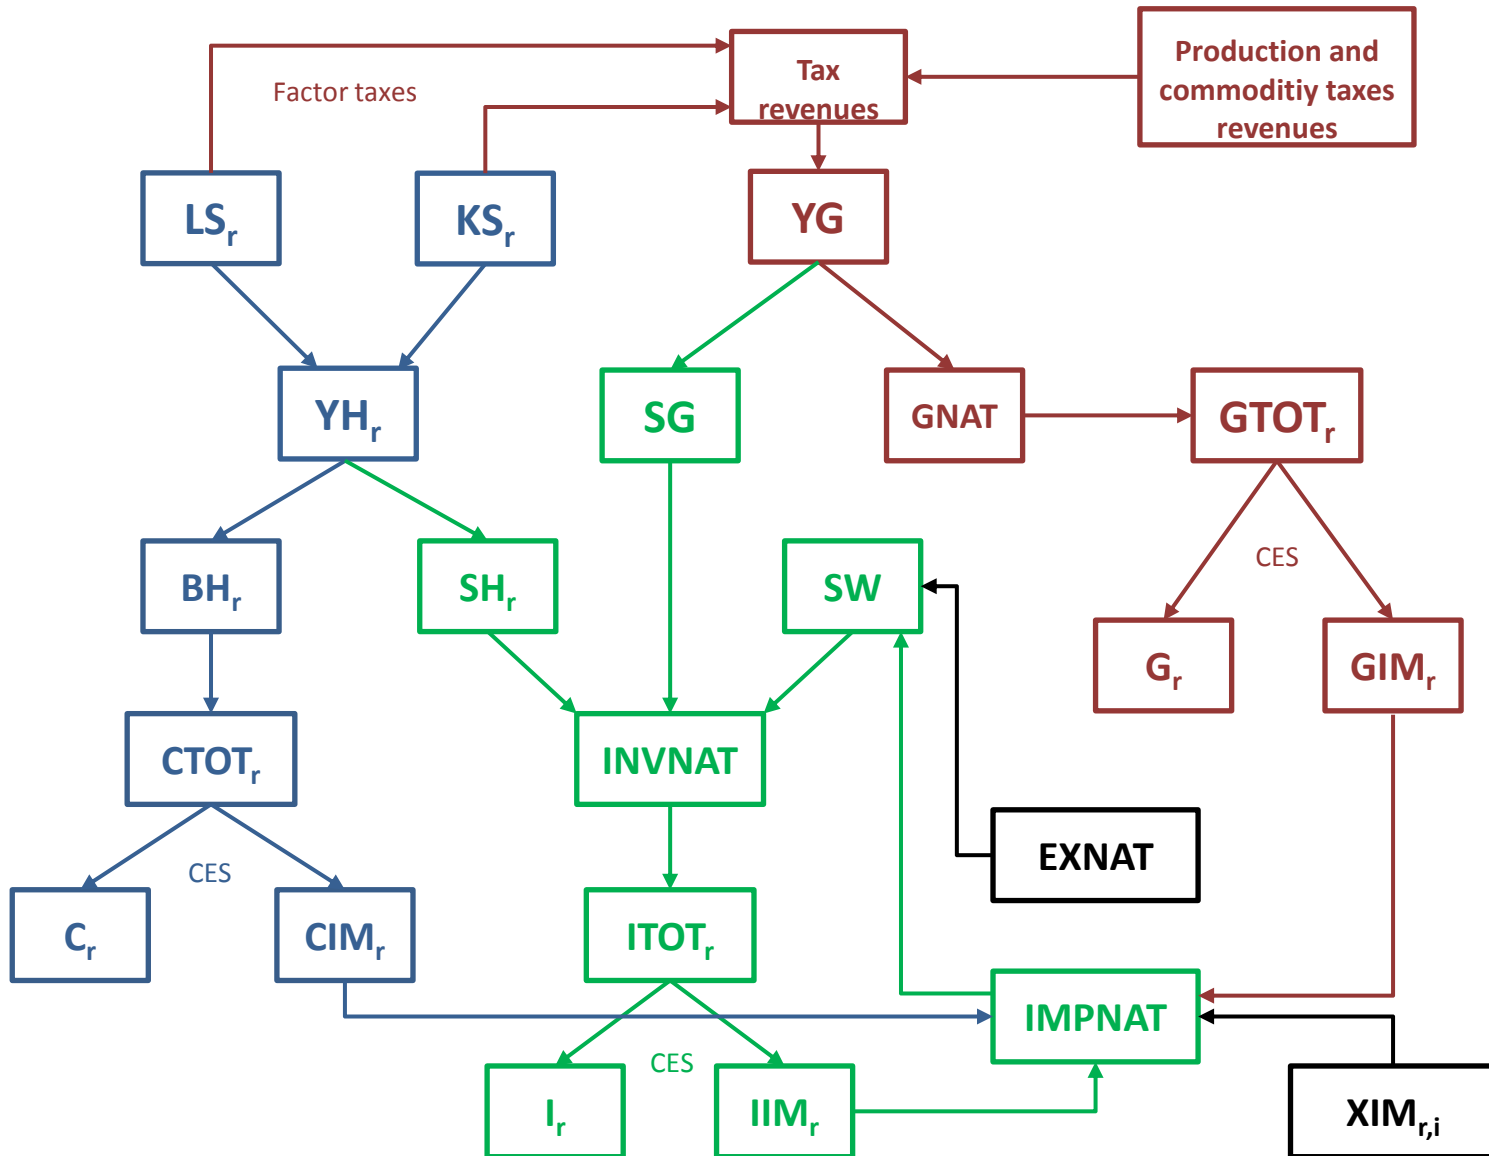 Tax
revenues
Production and
commoditiy taxes
revenues
Factor taxes
LSr
KSr
YG
YHr
SG
GNAT
GTOTr
BHr
SHr
SW
CES
Gr
GIMr
CTOTr
INVNAT
EXNAT
CES
Cr
CIMr
ITOTr
IMPNAT
CES
Ir
IIMr
XIMr,i